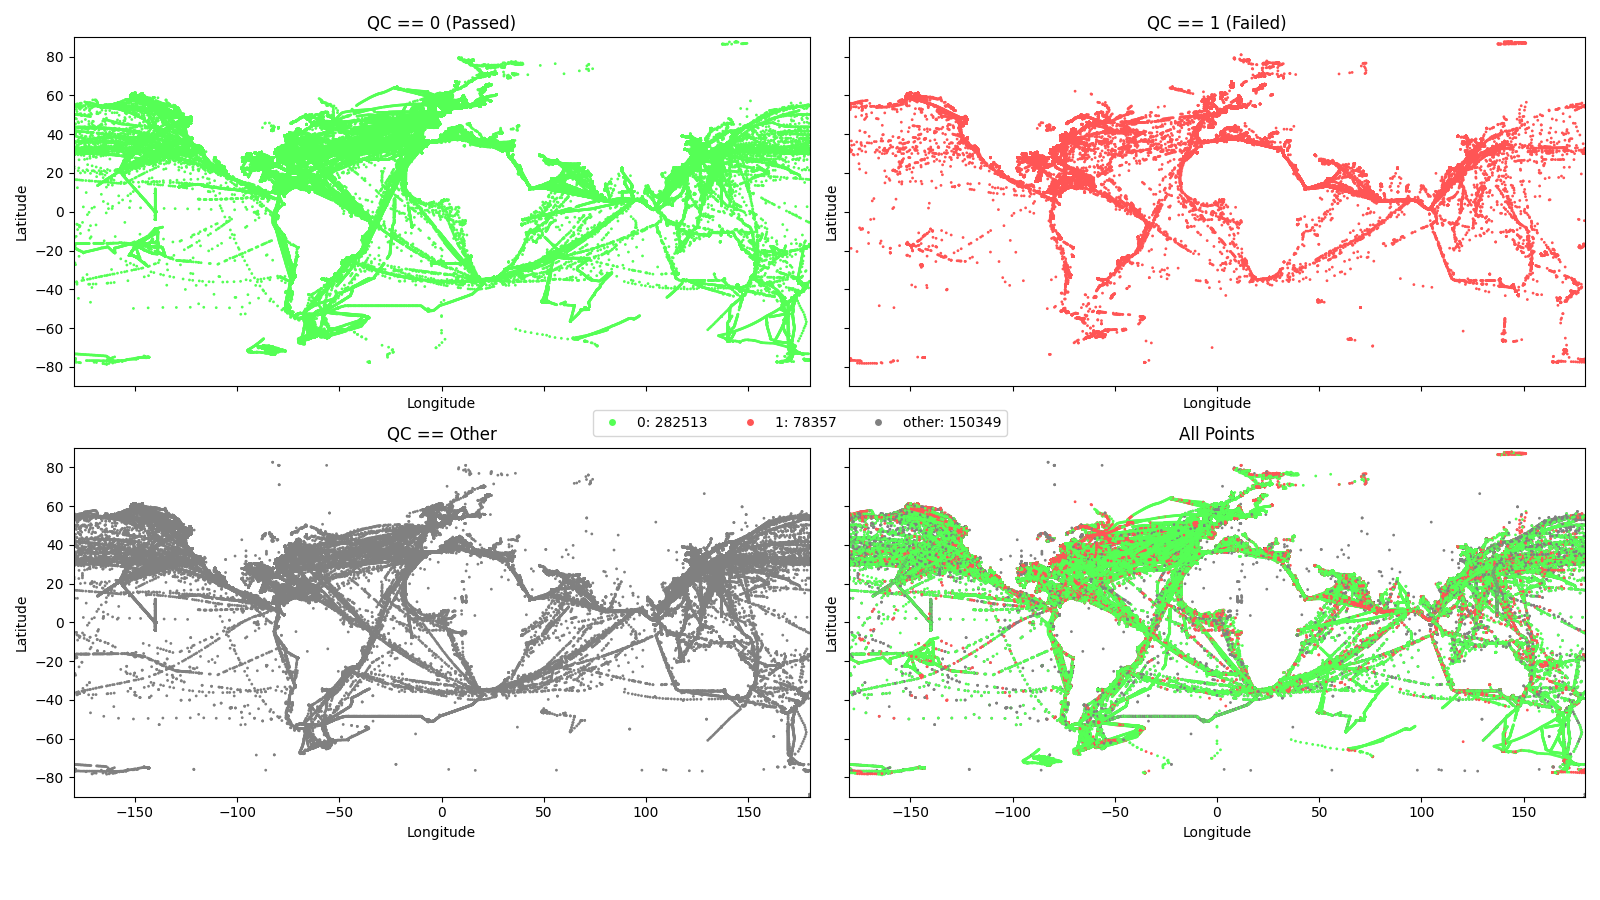 QC == 0 (Passed)
QC == 1 (Failed)
80
60
40
20
0
−20
−40
−60
−80
Latitude
Latitude
Longitude
Longitude
0: 282513 1: 78357 other: 150349
QC == Other
All Points
80
60
40
20
0
−20
−40
−60
−80
Latitude
Latitude
−150 −100 −50 0 50 100 150
−150 −100 −50 0 50 100 150
Longitude
Longitude